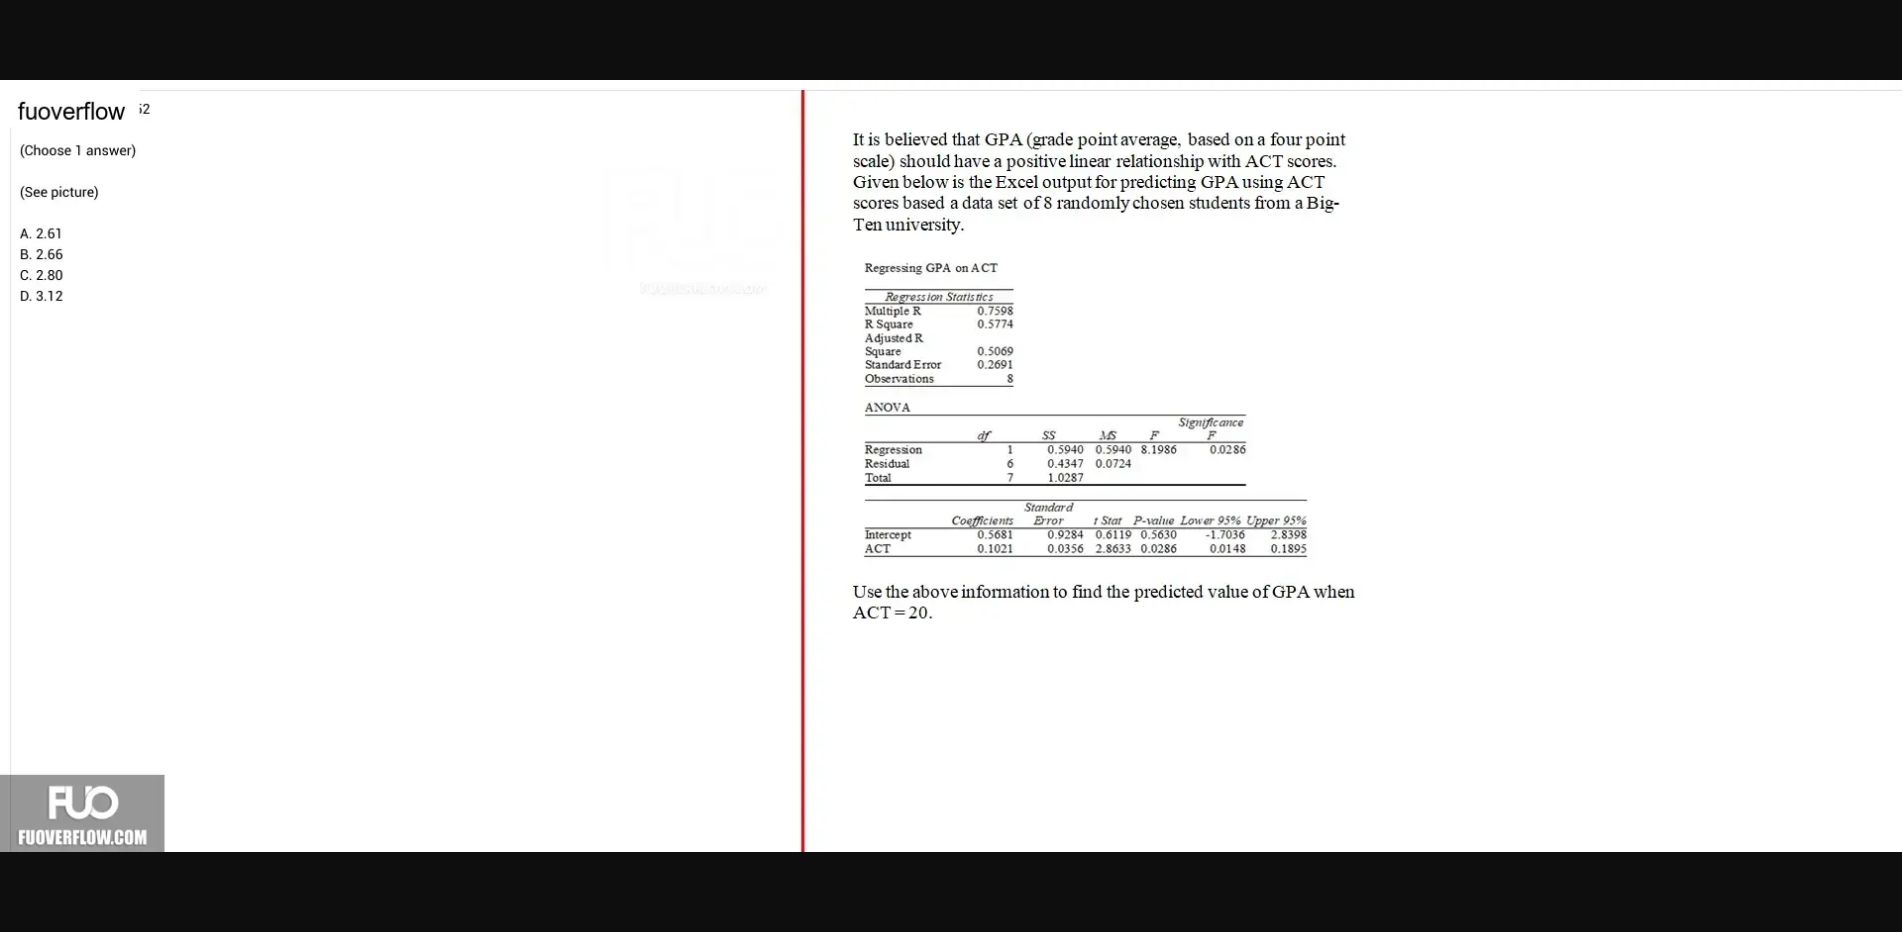 fuoverflow 52
(Choose 1 answer)
(See picture)
A. 2.61
B. 2.66
C. 2.80
D. 3.12
FUO
FUOVERFLOW.COM
It is believed that GPA (grade point average, based on a four point
scale) should have a positive linear relationship with ACT scores.
Given below is the Excel output for predicting GPA using ACT
scores based a data set of 8 randomly chosen students from a Big-
Ten university.
Regressing GPA on ACT
Regression Statistics
Multiple R 0.7598
R Square 0.5774
Adjusted R
Square 0.5069
Standard Error 0.2691
Observations 8
ANOVA
Significance
df SS MS F F
Regression 1 0.5940 0.5940 8.1986 0.0286
Residual 6 0.4347 0.0724
Total 7 1.0287
Standard
Coefficients Error t Stat P-value Lower 95% Upper 95%
Intercept 0.5681 0.9284 0.6119 0.5630 -1.7036 2.8398
ACT 0.1021 0.0356 2.8633 0.0286 0.0148 0.1895
Use the above information to find the predicted value of GPA when
ACT = 20.
FUO
FUOVERFLOW.COM